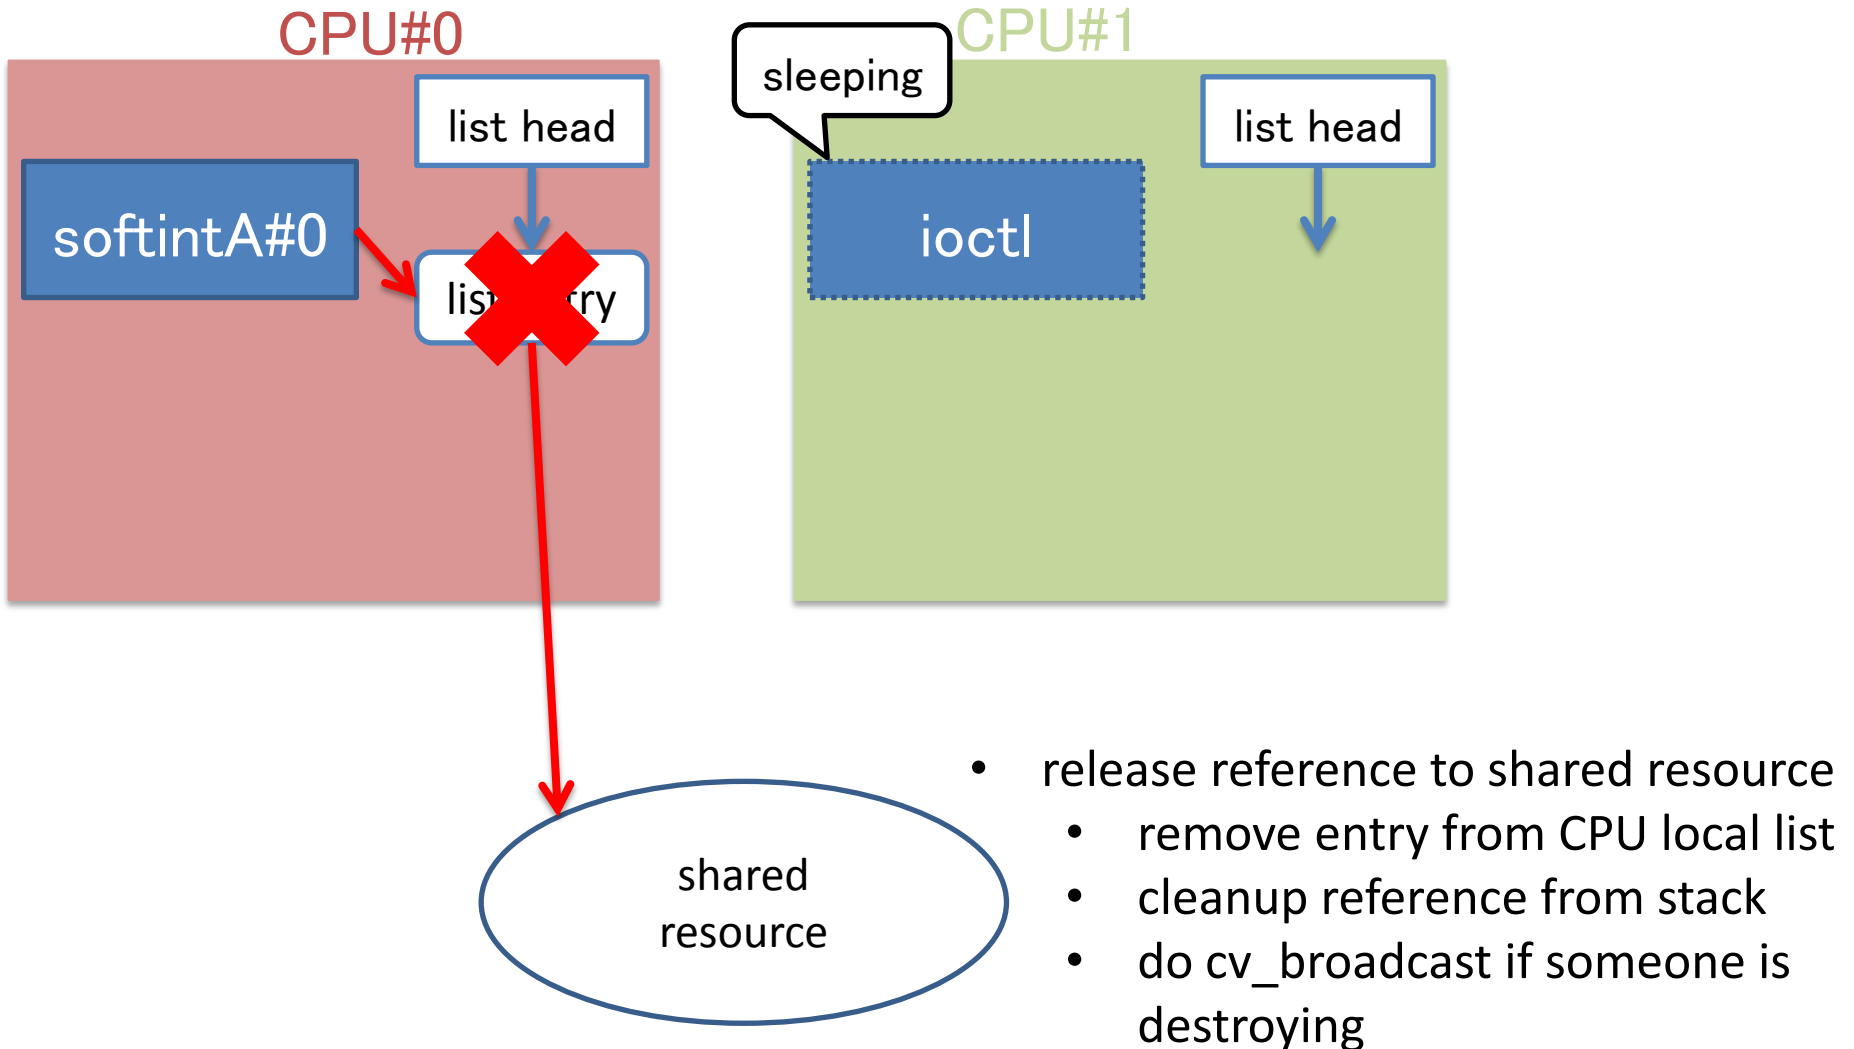 CPU#0
CPU#1
sleeping
list head
list head
softintA#0
ioctl
shared
resource
• release reference to shared resource
• remove entry from CPU local list
• cleanup reference from stack
• do cv_broadcast if someone is
destroying